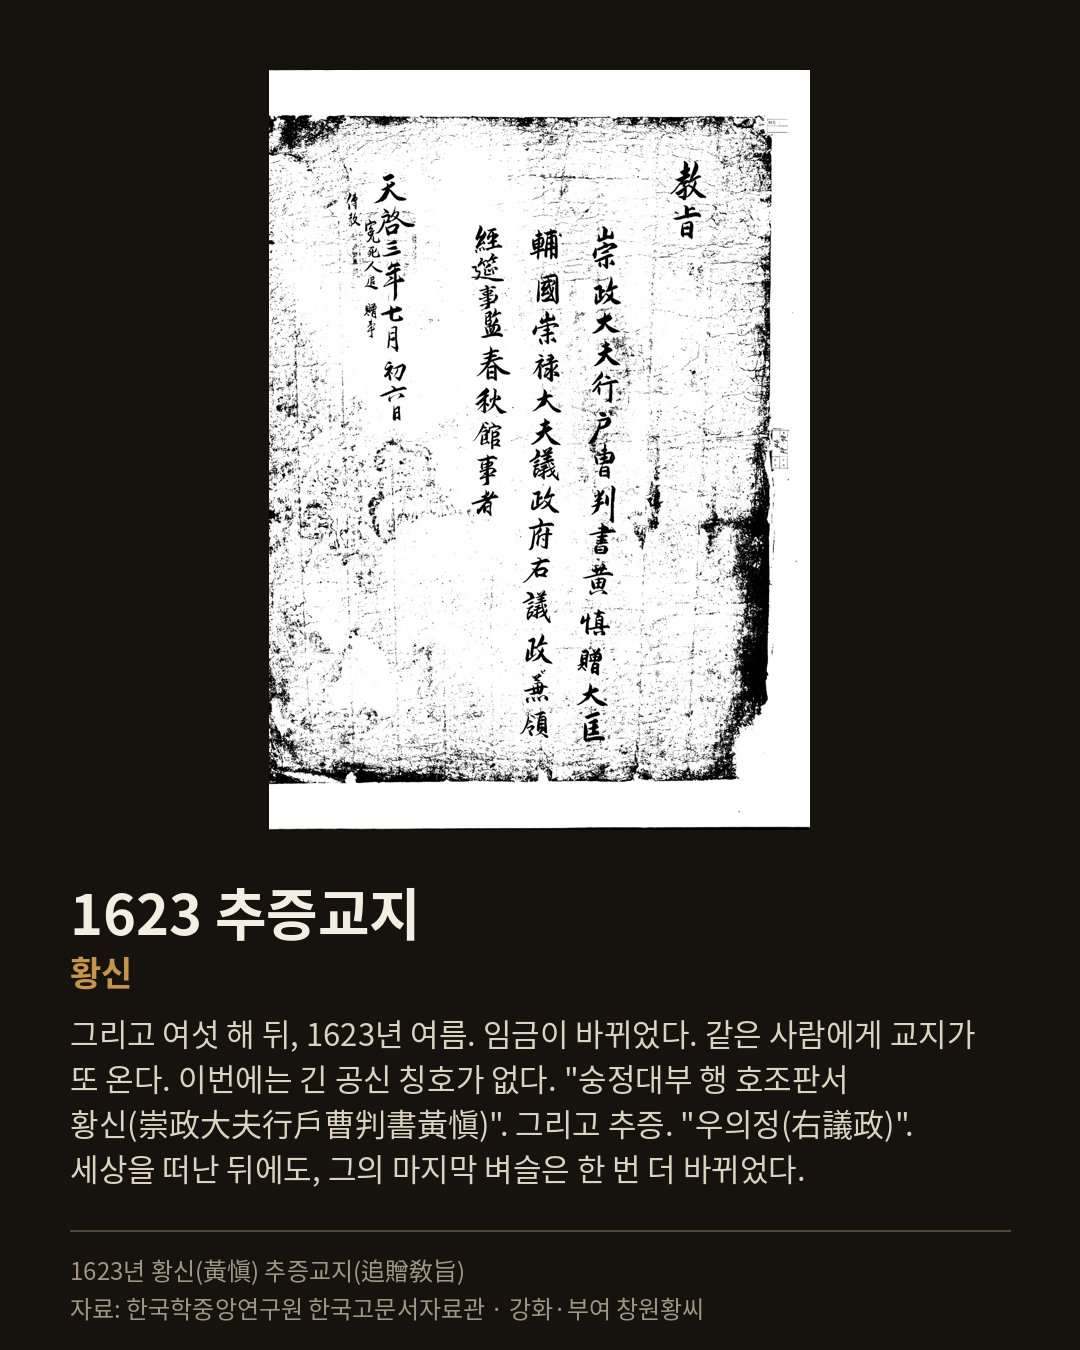 敎旨
崇政大夫行戶曺判書黃愼贈大匡
輔國崇祿大夫議政府右議政兼領
經筵事監春秋館事者
天啓三年七月初六日
1623 추증교지
황신
그리고 여섯 해 뒤, 1623년 여름. 임금이 바뀌었다. 같은 사람에게 교지가
또 온다. 이번에는 긴 공신 칭호가 없다. "숭정대부 행 호조판서
황신(崇政大夫行戶曹判書黃愼)". 그리고 추증. "우의정(右議政)".
세상을 떠난 뒤에도, 그의 마지막 벼슬은 한 번 더 바뀌었다.
1623년 황신(黃愼) 추증교지(追贈敎旨)
자료: 한국학중앙연구원 한국고문서자료관 · 강화·부여 창원황씨